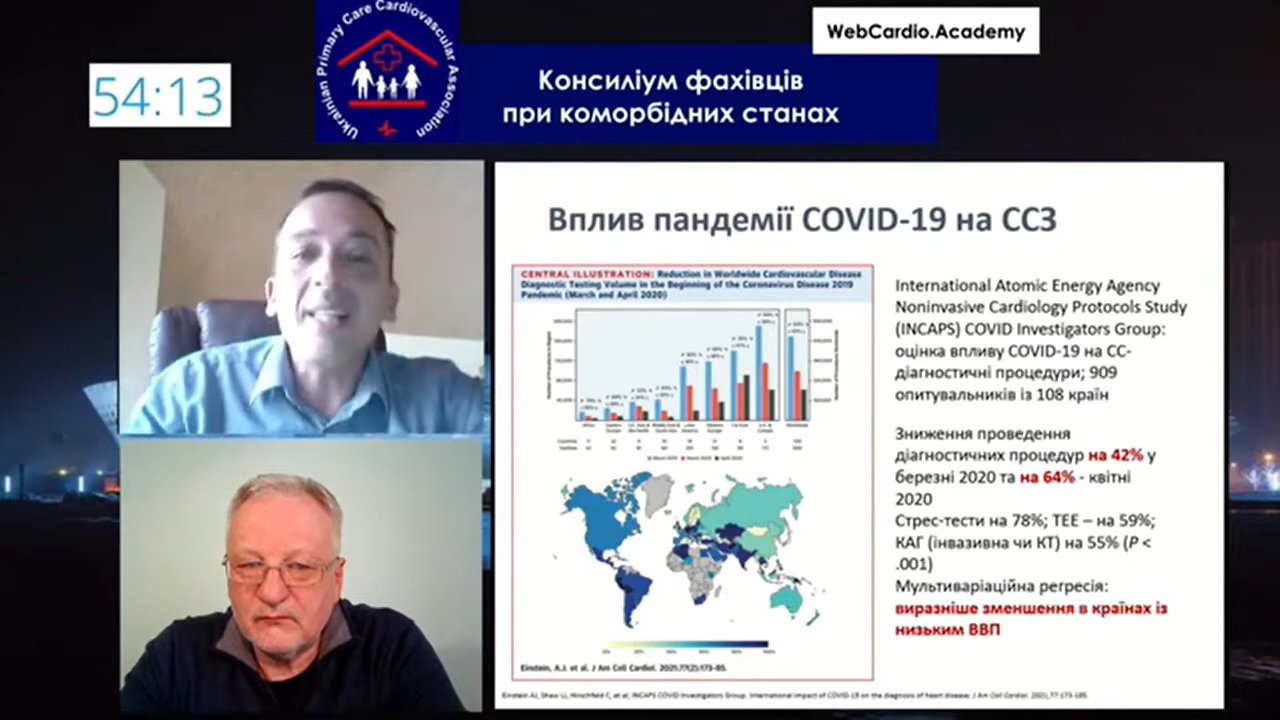 WebCardio.Academy
54:13
Ukrainian Primary Care Cardiovascular Association
Консиліум фахівців
при коморбідних станах
Вплив пандемії COVID-19 на ССЗ
CENTRAL ILLUSTRATION: Reduction in Worldwide Cardiovascular Disease
Diagnostic Testing Volume in the Beginning of the Coronavirus Disease 2019
Pandemic (March and April 2020)
Einstein, A.J. et al. J Am Coll Cardiol. 2021;77(2):173-85.
International Atomic Energy Agency
Noninvasive Cardiology Protocols Study
(INCAPS) COVID Investigators Group:
оцінка впливу COVID-19 на СС-
діагностичні процедури; 909
опитувальників із 108 країн
Зниження проведення
діагностичних процедур на 42% у
березні 2020 та на 64% - квітні
2020
Стрес-тести на 78%; ТЕЕ – на 59%;
КАГ (інвазивна чи КТ) на 55% (P <
.001)
Мультиваріаційна регресія:
виразніше зменшення в країнах із
низьким ВВП
Einstein AJ, Shaw LJ, Hirschfeld C, et al; INCAPS COVID Investigators Group. International impact of COVID-19 on the diagnosis of heart disease. J Am Coll Cardiol. 2021;77:173-185.